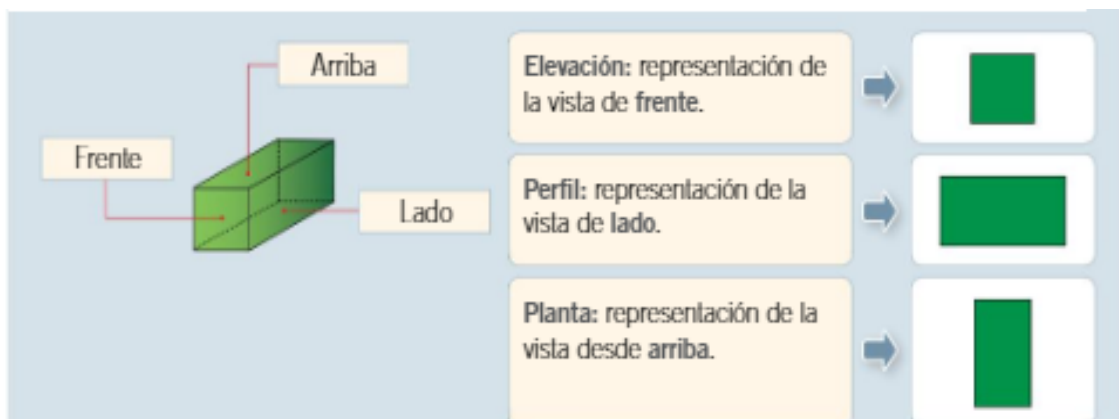 Arriba
Frente
Lado
Elevación: representación de
la vista de frente.
Perfil: representación de la
vista de lado.
Planta: representación de la
vista desde arriba.